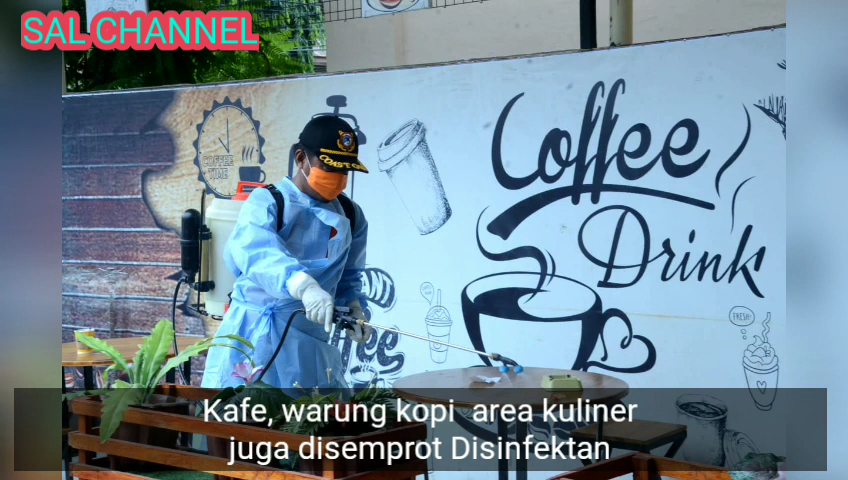 SAL CHANNEL
COFFEE
TIME
COAST
Coffee
Drink
FRESH!
Kafe, warung kopi area kuliner
juga disemprot Disinfektan